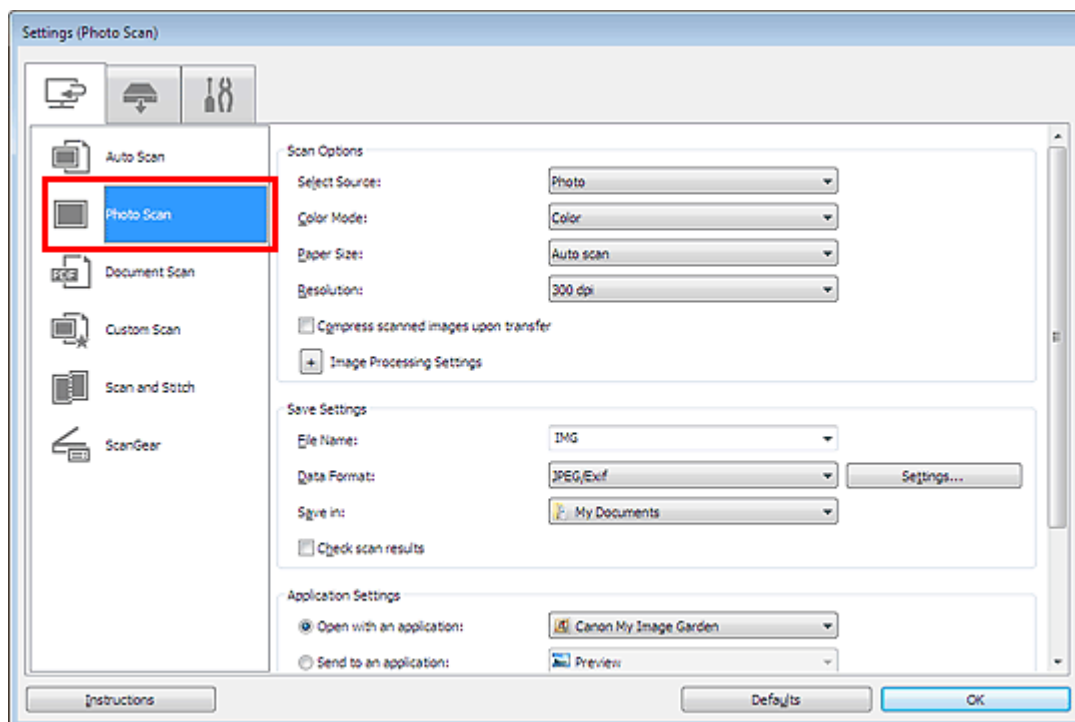 Settings (Photo Scan)
Auto Scan
Photo Scan
PDF
Document Scan
Custom Scan
Scan and Stitch
ScanGear
Scan Options
Select Source: Photo
Color Mode: Color
Paper Size: Auto scan
Resolution: 300 dpi
Compress scanned images upon transfer
+ Image Processing Settings
Save Settings
File Name: IMG
Data Format: JPEG/Exif Settings...
Save in: My Documents
Check scan results
Application Settings
Open with an application: Canon My Image Garden
Send to an application: Preview
Instructions Defaults OK